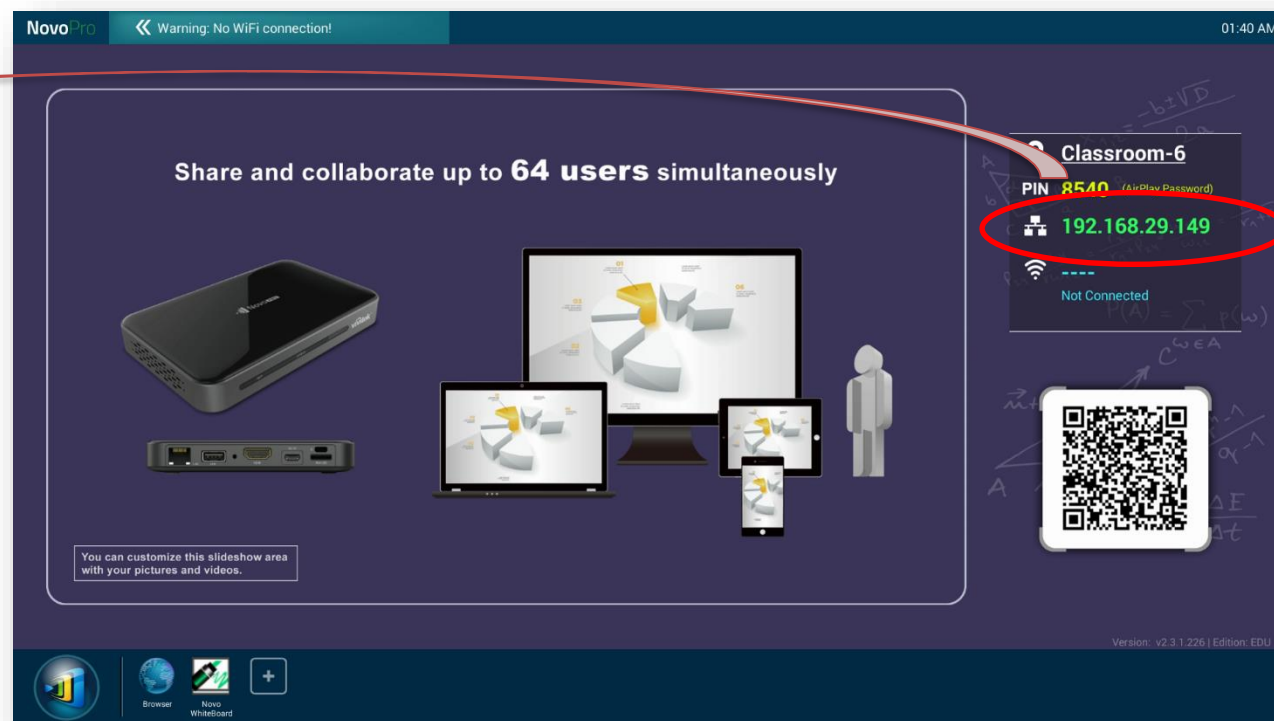 NovoPro
Warning: No WiFi connection!
01:40 AM
Share and collaborate up to 64 users simultaneously
Classroom-6
PIN 8540 (AirPlay Password)
192.168.29.149
----
Not Connected
You can customize this slideshow area
with your pictures and videos.
Version: v2.3.1.226 | Edition: EDU
Browser
Novo
WhiteBoard